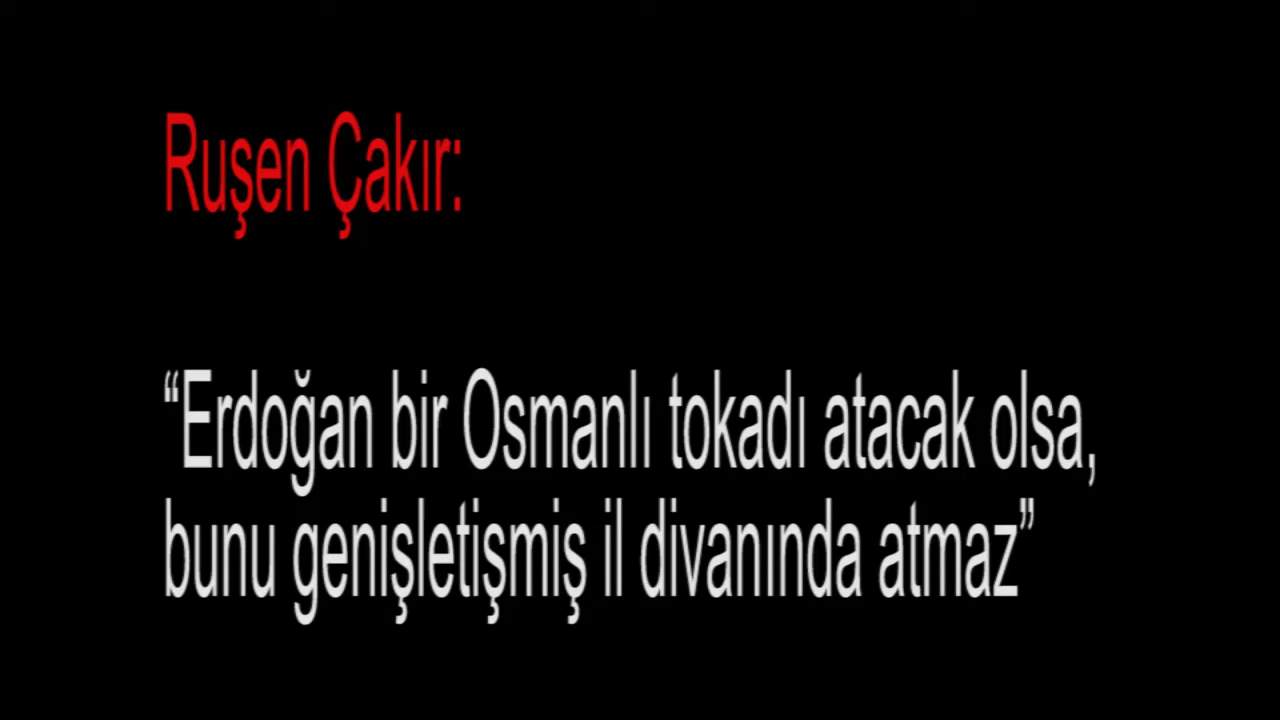 Ruşen Çakır:
“Erdoğan bir Osmanlı tokadı atacak olsa,
bunu genişletişmiş il divanında atmaz”